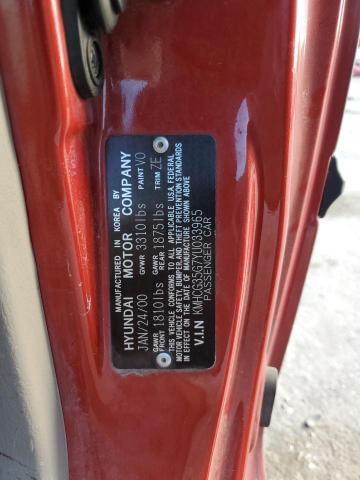 MANUFACTURED IN KOREA BY
HYUNDAI MOTOR COMPANY
JAN/24/00 GVWR 3310lbs PAINT VO
GAWR FRONT 1810lbs GAWR REAR 1875lbs TRIM ZE
THIS VEHICLE CONFORMS TO ALL APPLICABLE U.S.A. FEDERAL
MOTOR VEHICLE SAFETY, BUMPER, AND THEFT PREVENTION STANDARDS
IN EFFECT ON THE DATE OF MANUFACTURE SHOWN ABOVE
V.I.N KMHCG35G7YU033955
PASSENGER CAR